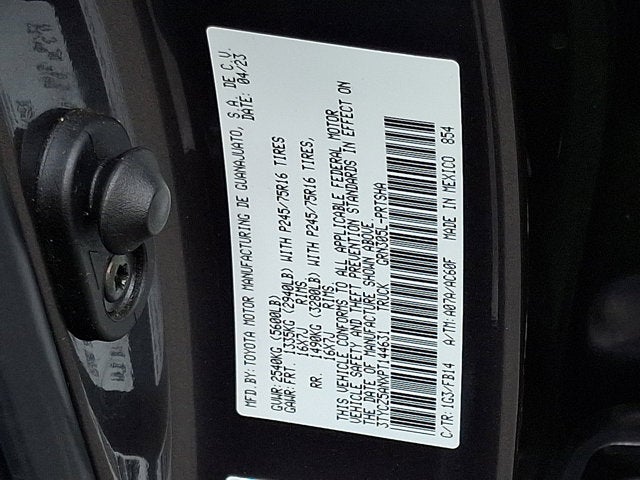 MFD. BY: TOYOTA MOTOR MANUFACTURING DE GUANAJUATO, S.A. DE C.V.
DATE: 04/23
GVWR: 2540KG (5600LB)
GAWR: FRT. 1335KG (2940LB) WITH P245/75R16 TIRES
16X7J RIMS
RR. 1490KG (3280LB) WITH P245/75R16 TIRES,
16X7J RIMS,
THIS VEHICLE CONFORMS TO ALL APPLICABLE FEDERAL MOTOR
VEHICLE SAFETY AND THEFT PREVENTION STANDARDS IN EFFECT ON
THE DATE OF MANUFACTURE SHOWN ABOVE
3TYCZ5ANXPT144631 TRUCK GRN305L-PRTSHA
C/TR: 1G3/FB14 A/TM: A07A/AC60F MADE IN MEXICO 854